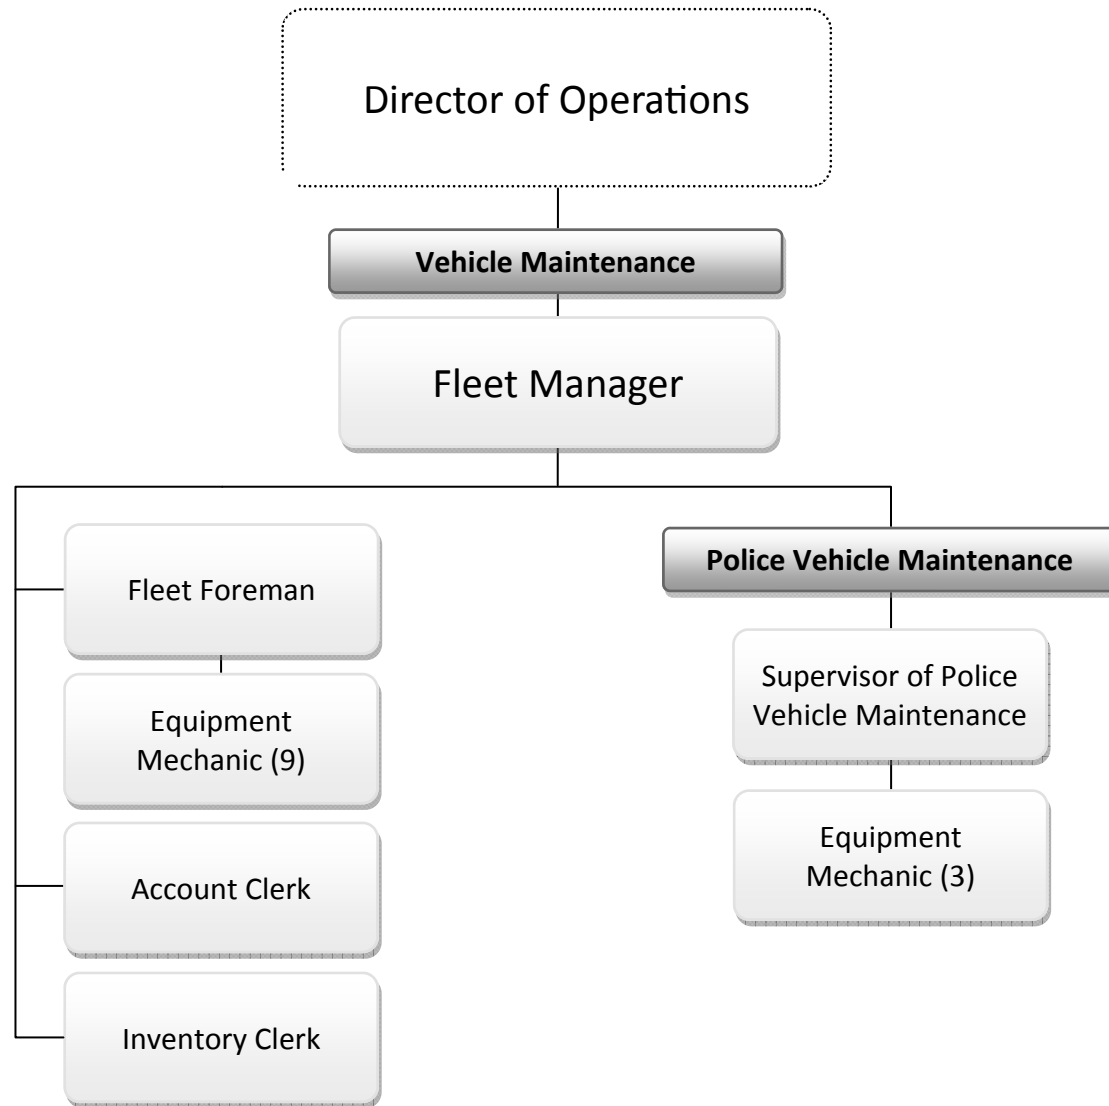 Director of Operations
Vehicle Maintenance
Fleet Manager
Fleet Foreman
Equipment
Mechanic (9)
Account Clerk
Inventory Clerk
Police Vehicle Maintenance
Supervisor of Police
Vehicle Maintenance
Equipment
Mechanic (3)